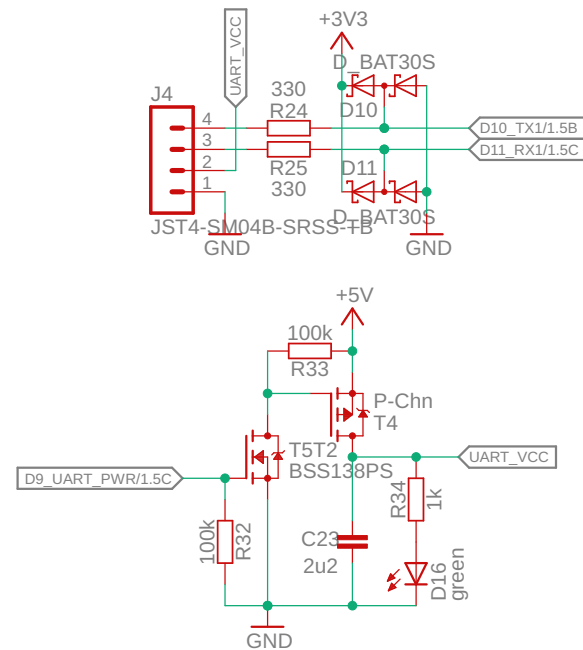 +3V3
UART_VCC
D_BAT30S
J4
330
R24
D10
4
D10_TX1/1.5B
3
D11_RX1/1.5C
2
R25
D11
1
330
D_BAT30S
JST4-SM04B-SRSS-TB
GND
GND
+5V
100k
R33
P-Chn
T4
T5T2
BSS138PS
UART_VCC
D9_UART_PWR/1.5C
R34
1k
100k
R32
C23
2u2
D16
green
GND